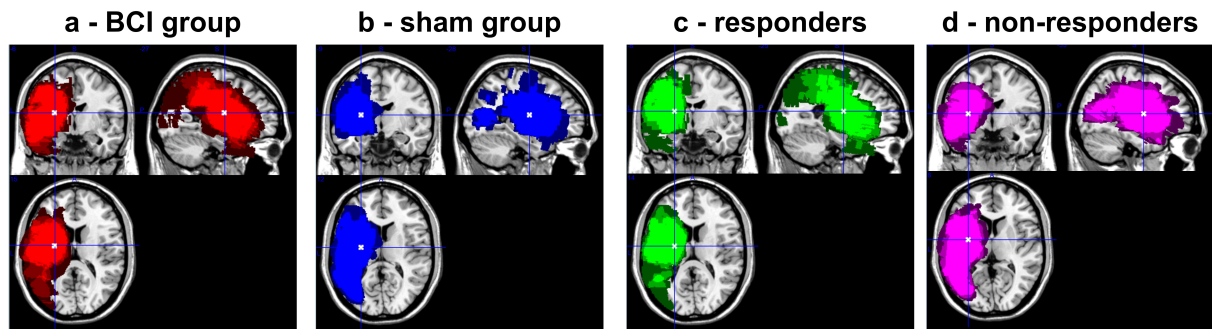 a - BCI group
b - sham group
c - responders
d - non-responders